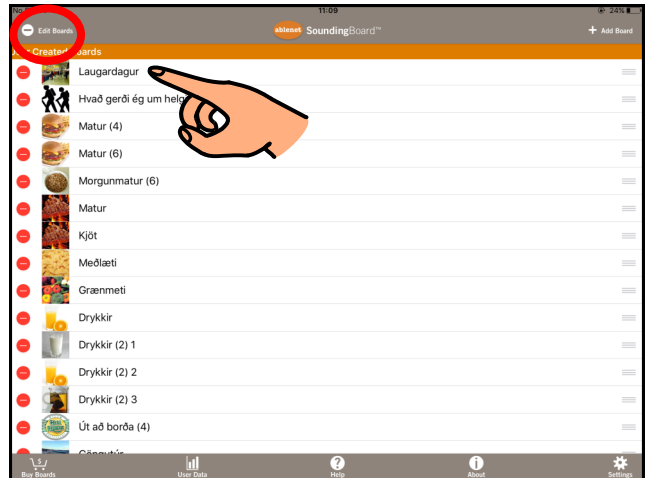 No 11:09 24%
Edit Boards ablenet SoundingBoard™ + Add Board
Created
Laugardagur
Hvað gerði ég um
Matur (4)
Matur (6)
Morgunmatur (6)
Matur
Kjöt
Meðlæti
Grænmeti
Drykkir
Drykkir (2) 1
Drykkir (2) 2
Drykkir (2) 3
Út að borða (4)
Buy Boards User Data Help About Settings